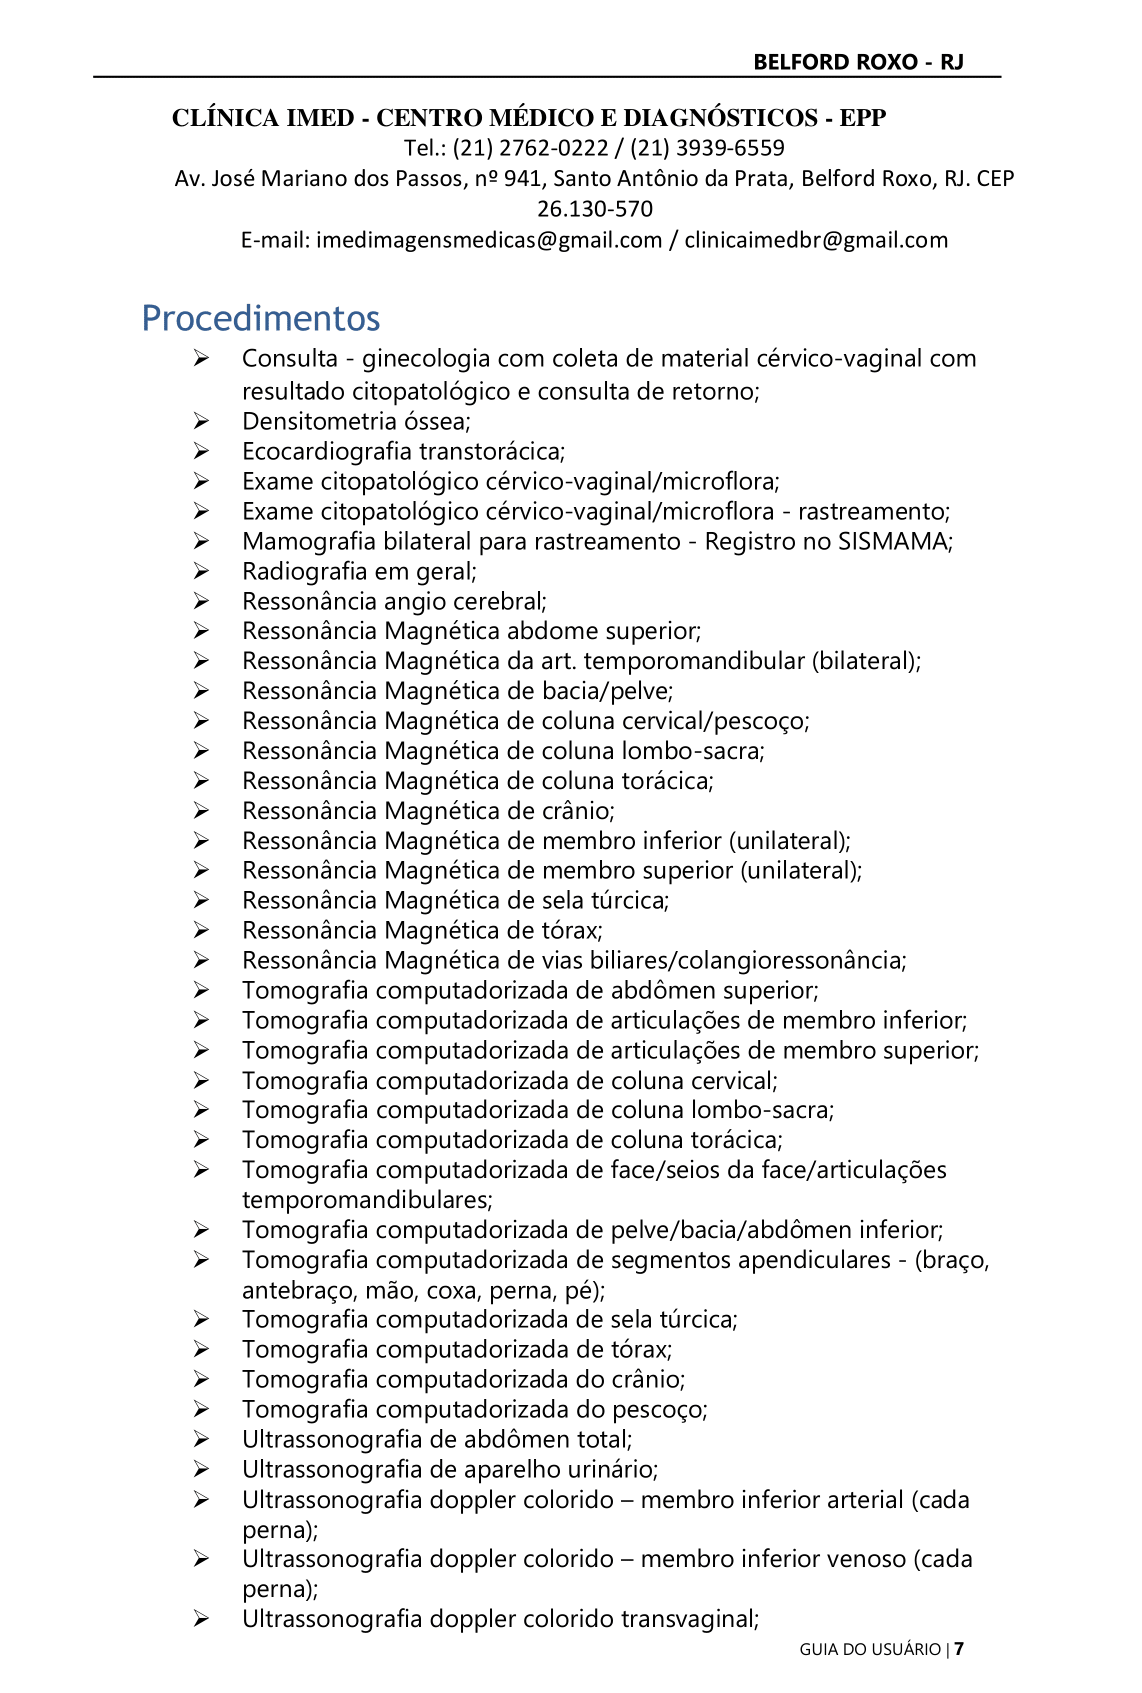 BELFORD ROXO - RJ
CLÍNICA IMED - CENTRO MÉDICO E DIAGNÓSTICOS - EPP
Tel.: (21) 2762-0222 / (21) 3939-6559
Av. José Mariano dos Passos, nº 941, Santo Antônio da Prata, Belford Roxo, RJ. CEP
26.130-570
E-mail: imedimagensmedicas@gmail.com / clinicaimedbr@gmail.com
Procedimentos
➢ Consulta - ginecologia com coleta de material cérvico-vaginal com
resultado citopatológico e consulta de retorno;
➢ Densitometria óssea;
➢ Ecocardiografia transtorácica;
➢ Exame citopatológico cérvico-vaginal/microflora;
➢ Exame citopatológico cérvico-vaginal/microflora - rastreamento;
➢ Mamografia bilateral para rastreamento - Registro no SISMAMA;
➢ Radiografia em geral;
➢ Ressonância angio cerebral;
➢ Ressonância Magnética abdome superior;
➢ Ressonância Magnética da art. temporomandibular (bilateral);
➢ Ressonância Magnética de bacia/pelve;
➢ Ressonância Magnética de coluna cervical/pescoço;
➢ Ressonância Magnética de coluna lombo-sacra;
➢ Ressonância Magnética de coluna torácica;
➢ Ressonância Magnética de crânio;
➢ Ressonância Magnética de membro inferior (unilateral);
➢ Ressonância Magnética de membro superior (unilateral);
➢ Ressonância Magnética de sela túrcica;
➢ Ressonância Magnética de tórax;
➢ Ressonância Magnética de vias biliares/colangioressonância;
➢ Tomografia computadorizada de abdômen superior;
➢ Tomografia computadorizada de articulações de membro inferior;
➢ Tomografia computadorizada de articulações de membro superior;
➢ Tomografia computadorizada de coluna cervical;
➢ Tomografia computadorizada de coluna lombo-sacra;
➢ Tomografia computadorizada de coluna torácica;
➢ Tomografia computadorizada de face/seios da face/articulações
temporomandibulares;
➢ Tomografia computadorizada de pelve/bacia/abdômen inferior;
➢ Tomografia computadorizada de segmentos apendiculares - (braço,
antebraço, mão, coxa, perna, pé);
➢ Tomografia computadorizada de sela túrcica;
➢ Tomografia computadorizada de tórax;
➢ Tomografia computadorizada do crânio;
➢ Tomografia computadorizada do pescoço;
➢ Ultrassonografia de abdômen total;
➢ Ultrassonografia de aparelho urinário;
➢ Ultrassonografia doppler colorido – membro inferior arterial (cada
perna);
➢ Ultrassonografia doppler colorido – membro inferior venoso (cada
perna);
➢ Ultrassonografia doppler colorido transvaginal;
GUIA DO USUÁRIO | 7